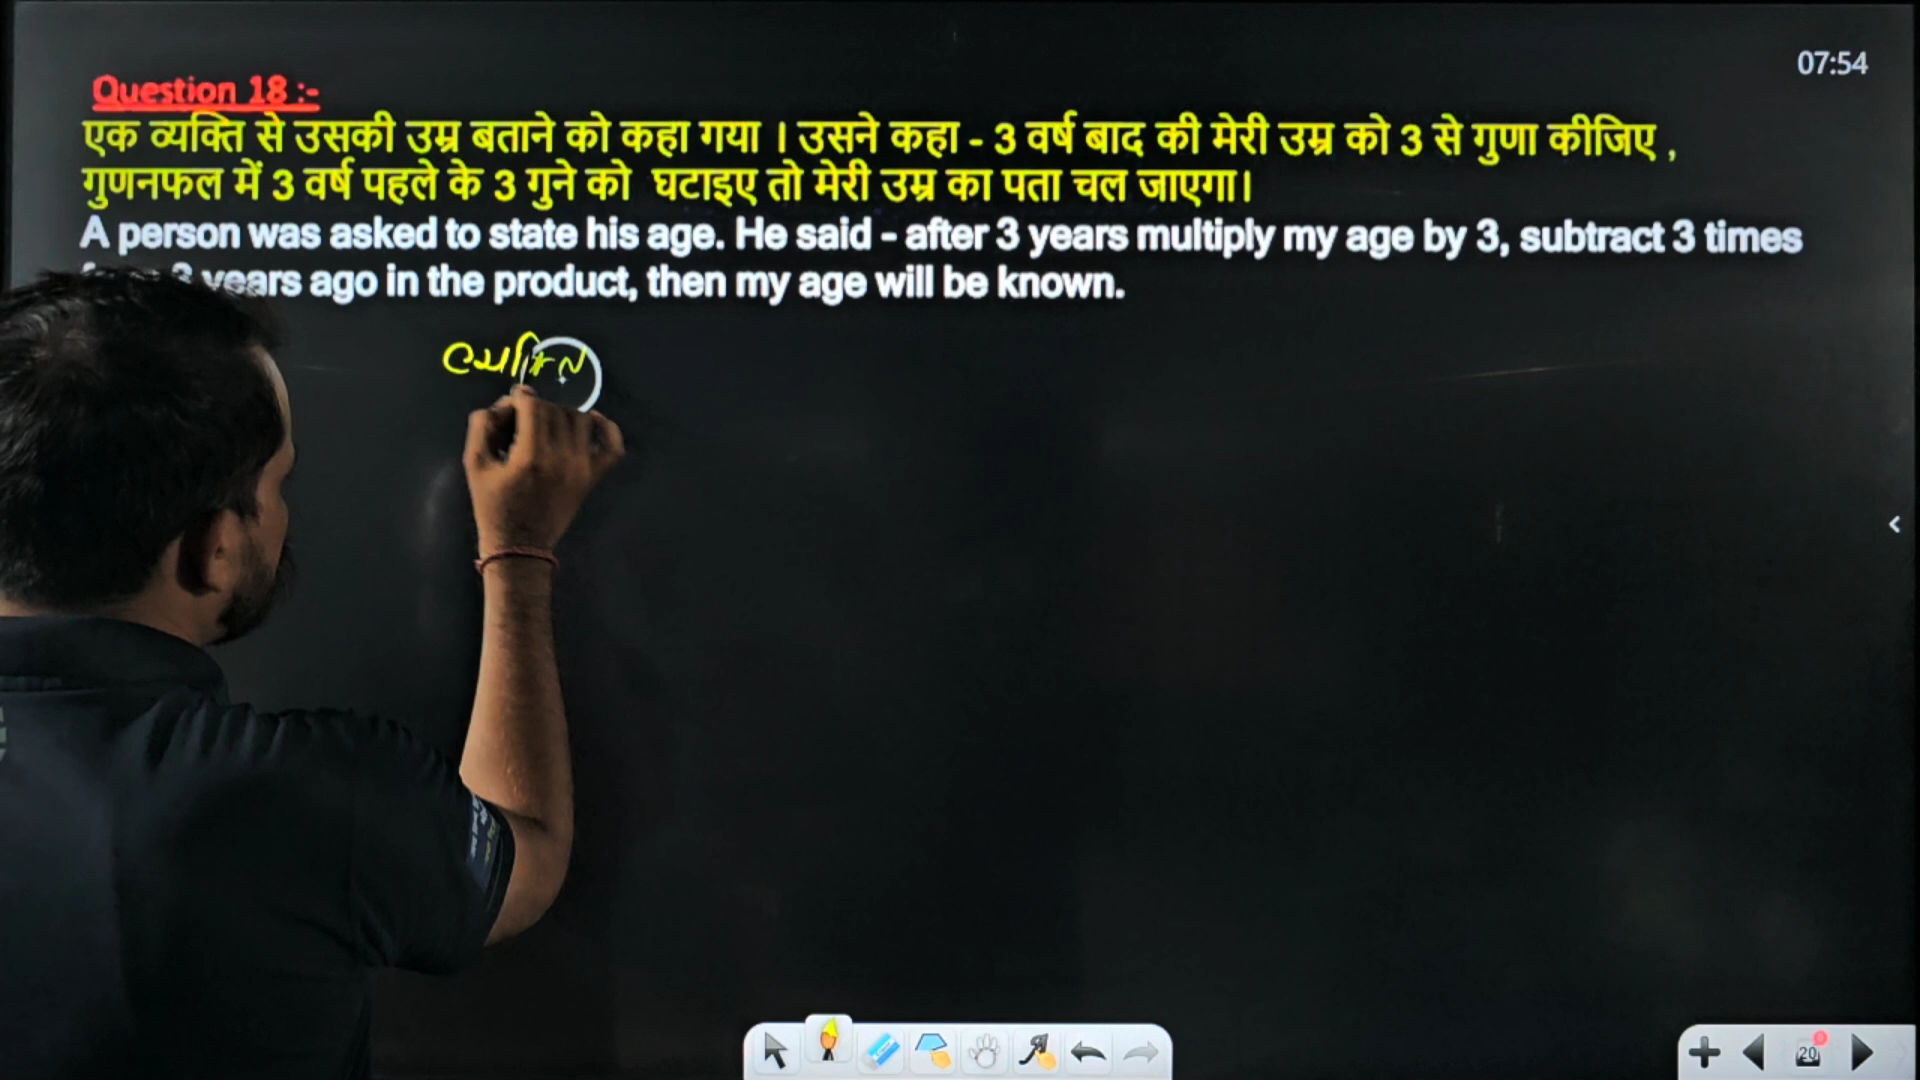 07:54
Question 18 :-
एक व्यक्ति से उसकी उम्र बताने को कहा गया । उसने कहा - 3 वर्ष बाद की मेरी उम्र को 3 से गुणा कीजिए ,
गुणनफल में 3 वर्ष पहले के 3 गुने को घटाइए तो मेरी उम्र का पता चल जाएगा।
A person was asked to state his age. He said - after 3 years multiply my age by 3, subtract 3 times
3 years ago in the product, then my age will be known.
20